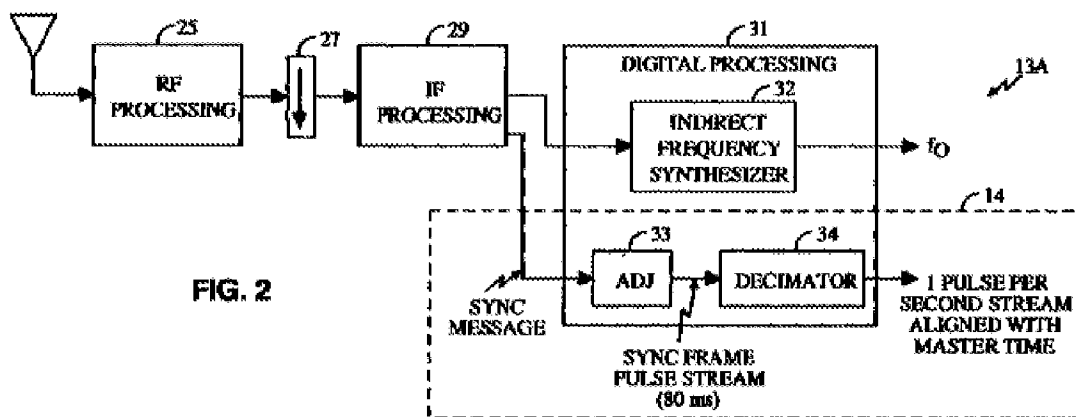 25
RF
PROCESSING
27
29
IF
PROCESSING
31
DIGITAL PROCESSING
32
INDIRECT
FREQUENCY
SYNTHESIZER
13A
fO
14
33
ADJ
34
DECIMATOR
1 PULSE PER
SECOND STREAM
ALIGNED WITH
MASTER TIME
SYNC
MESSAGE
SYNC FRAME
PULSE STREAM
(80 ms)
FIG. 2